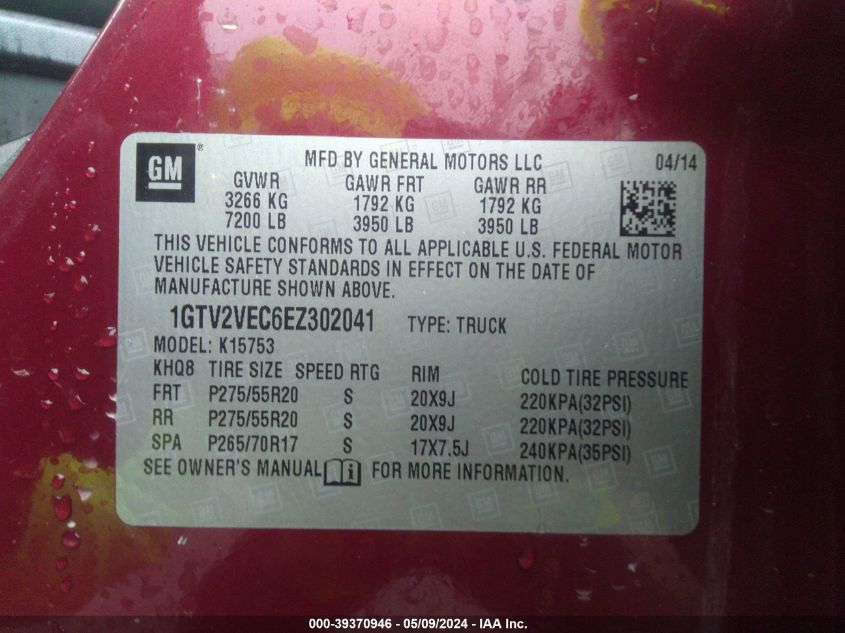 GM ® MFD BY GENERAL MOTORS LLC 04/14
GVWR GAWR FRT GAWR RR
3266 KG 1792 KG 1792 KG
7200 LB 3950 LB 3950 LB
THIS VEHICLE CONFORMS TO ALL APPLICABLE U.S. FEDERAL MOTOR
VEHICLE SAFETY STANDARDS IN EFFECT ON THE DATE OF
MANUFACTURE SHOWN ABOVE.
1GTV2VEC6EZ302041 TYPE: TRUCK
MODEL: K15753
KHQ8 TIRE SIZE SPEED RTG RIM COLD TIRE PRESSURE
FRT P275/55R20 S 20X9J 220KPA(32PSI)
RR P275/55R20 S 20X9J 220KPA(32PSI)
SPA P265/70R17 S 17X7.5J 240KPA(35PSI)
SEE OWNER'S MANUAL FOR MORE INFORMATION.
000-39370946 - 05/09/2024 - IAA Inc.